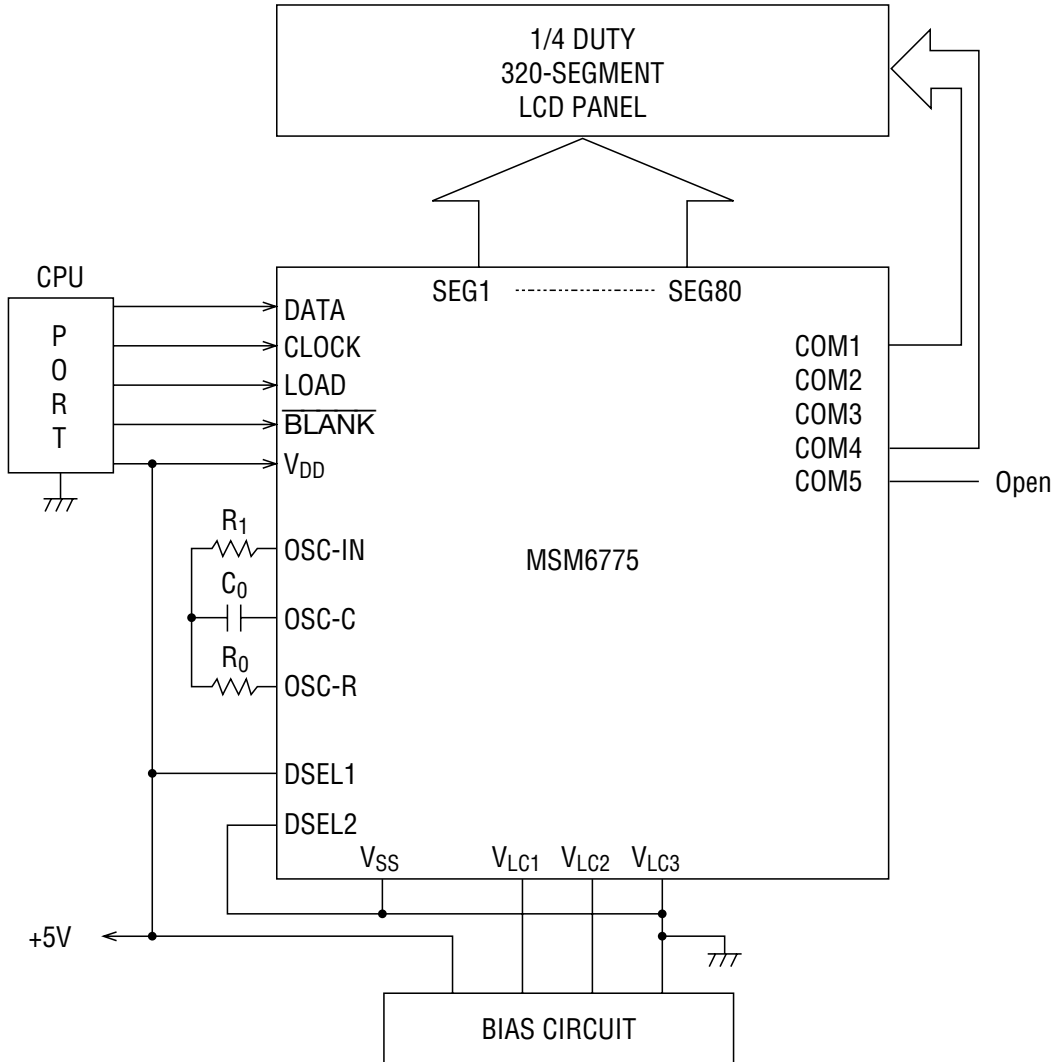 1/4 DUTY
320-SEGMENT
LCD PANEL
CPU
PORT
SEG1 SEG80
DATA
CLOCK
LOAD
B̅L̅A̅N̅K̅
VDD
COM1
COM2
COM3
COM4
COM5
Open
R1
OSC-IN
C0
OSC-C
R0
OSC-R
MSM6775
DSEL1
DSEL2
VSS VLC1 VLC2 VLC3
+5V
BIAS CIRCUIT